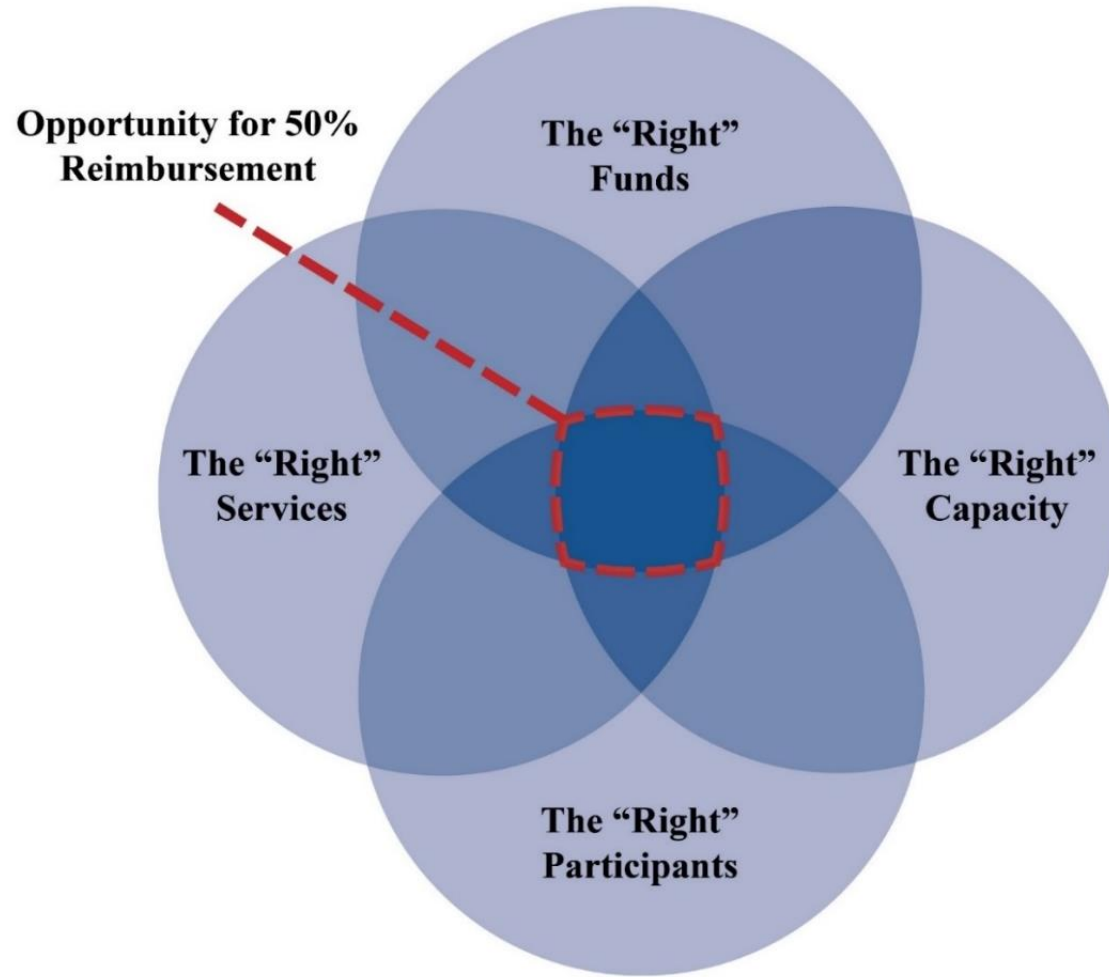 Opportunity for 50%
Reimbursement
The “Right”
Funds
The “Right”
Services
The “Right”
Capacity
The “Right”
Participants